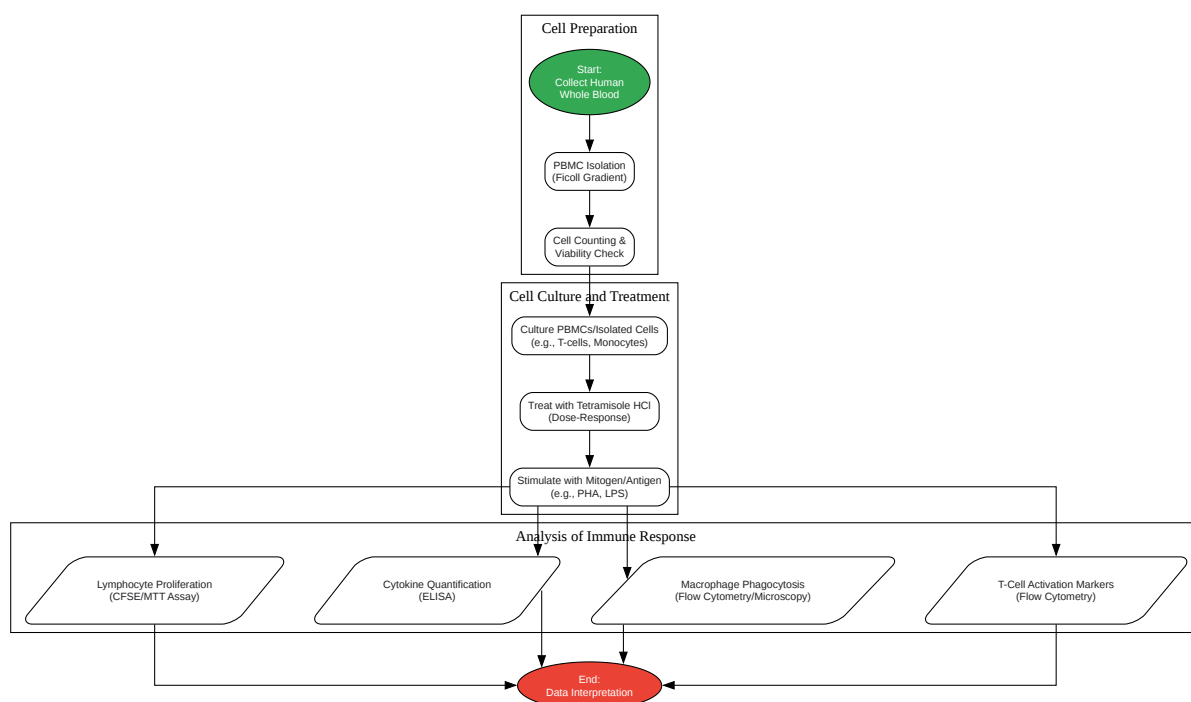 Cell Preparation
Start:
Collect Human
Whole Blood
PBMC Isolation
(Ficoll Gradient)
Cell Counting &
Viability Check
Cell Culture and Treatment
Culture PBMCs/Isolated Cells
(e.g., T-cells, Monocytes)
Treat with Tetramisole HCl
(Dose-Response)
Stimulate with Mitogen/Antigen
(e.g., PHA, LPS)
Analysis of Immune Response
Lymphocyte Proliferation
(CFSE/MTT Assay)
Cytokine Quantification
(ELISA)
Macrophage Phagocytosis
(Flow Cytometry/Microscopy)
T-Cell Activation Markers
(Flow Cytometry)
End:
Data Interpretation